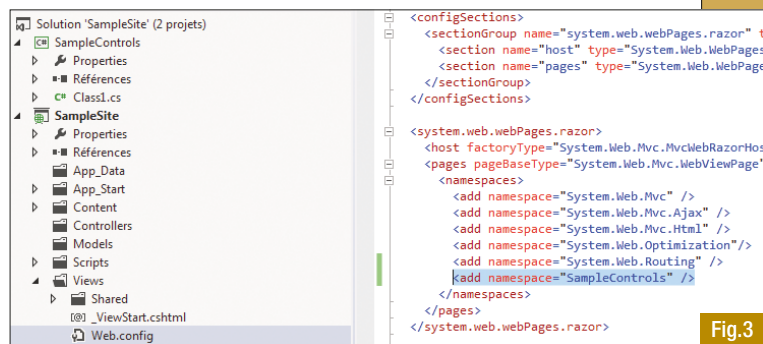 Solution 'SampleSite' (2 projets)
SampleControls
Properties
Références
Class1.cs
SampleSite
Properties
Références
App_Data
App_Start
Content
Controllers
Models
Scripts
Views
Shared
_ViewStart.cshtml
Web.config
<configSections>
<sectionGroup name="system.web.webPages.razor" t
<section name="host" type="System.Web.WebPages
<section name="pages" type="System.Web.WebPage
</sectionGroup>
</configSections>
<system.web.webPages.razor>
<host factoryType="System.Web.Mvc.MvcWebRazorHos
<pages pageBaseType="System.Web.Mvc.WebViewPage"
<namespaces>
<add namespace="System.Web.Mvc" />
<add namespace="System.Web.Mvc.Ajax" />
<add namespace="System.Web.Mvc.Html" />
<add namespace="System.Web.Optimization"/>
<add namespace="System.Web.Routing" />
<add namespace="SampleControls" />
</namespaces>
</pages>
</system.web.webPages.razor>
Fig.3